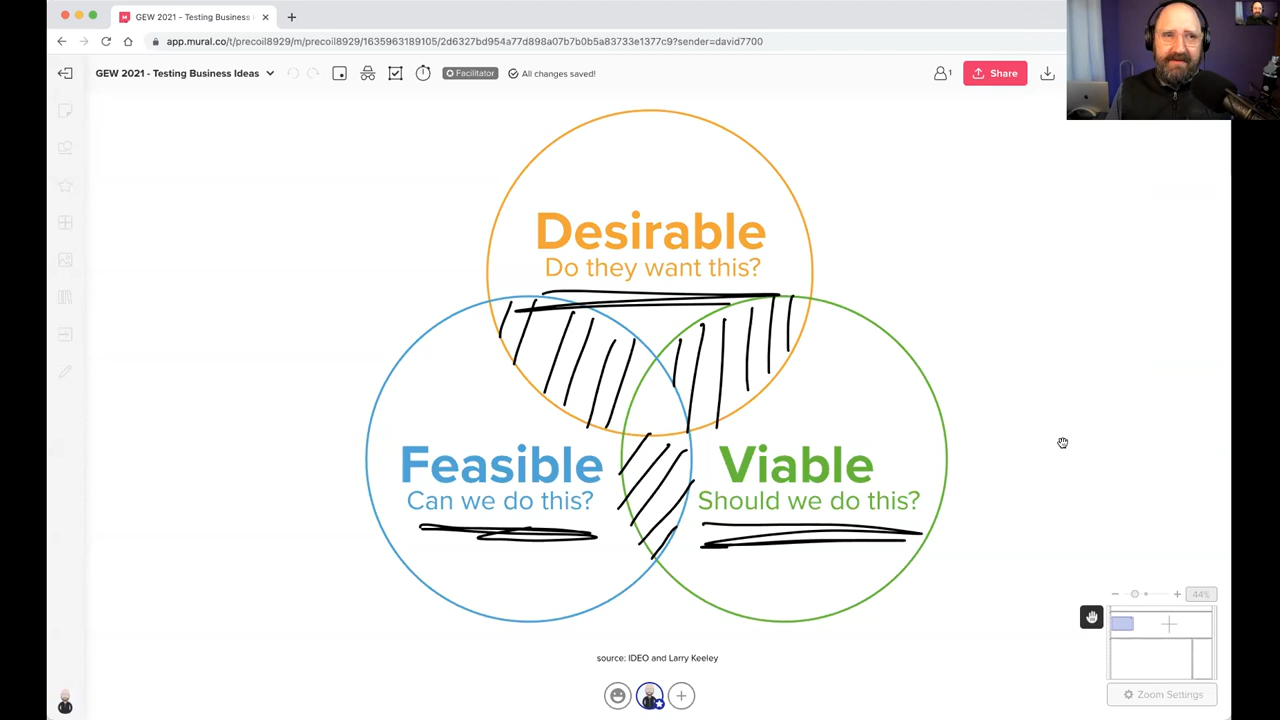 GEW 2021 - Testing Business
app.mural.co/t/precoil8929/m/precoil8929/1635963189105/2d6327bd954a77d898a07b7b0b5a83733e1377c9?sender=david7700
GEW 2021 - Testing Business Ideas
Facilitator
All changes saved!
1
Share
Desirable
Do they want this?
Feasible
Can we do this?
Viable
Should we do this?
44%
Zoom Settings
source: IDEO and Larry Keeley